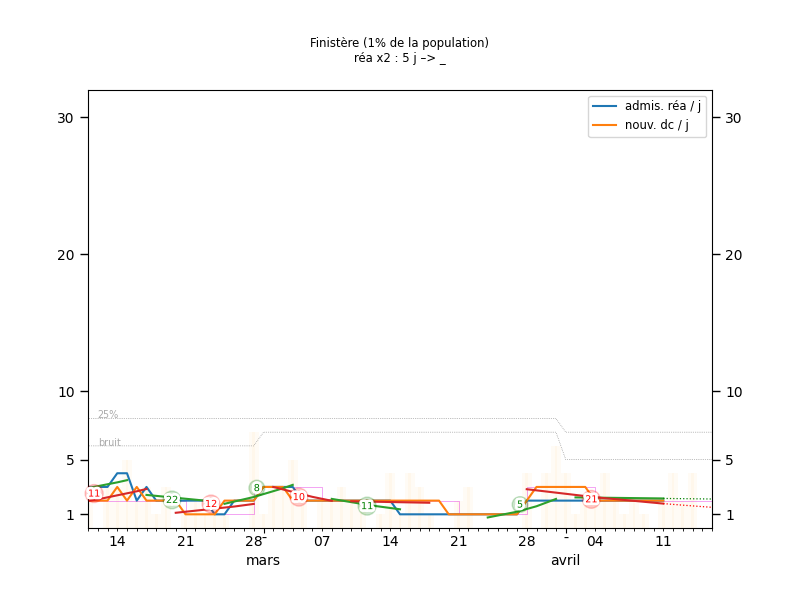 Finistère (1% de la population)
réa x2 : 5 j –> _
admis. réa / j
nouv. dc / j
30 30
20 20
10 10
25%
bruit
5 5
8
11 22 12 10 11 5 21
1 1
14 21 28 - 07 14 21 28 - 04 11
mars avril